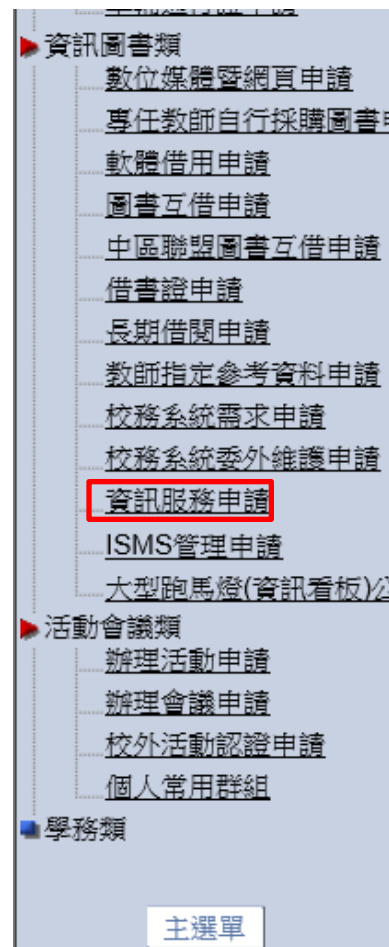 資訊圖書類
數位媒體暨網頁申請
專任教師自行採購圖書申
軟體借用申請
圖書互借申請
中區聯盟圖書互借申請
借書證申請
長期借閱申請
教師指定參考資料申請
校務系統需求申請
校務系統委外維護申請
資訊服務申請
ISMS管理申請
大型跑馬燈(資訊看板)公
活動會議類
辦理活動申請
辦理會議申請
校外活動認證申請
個人常用群組
學務類
主選單